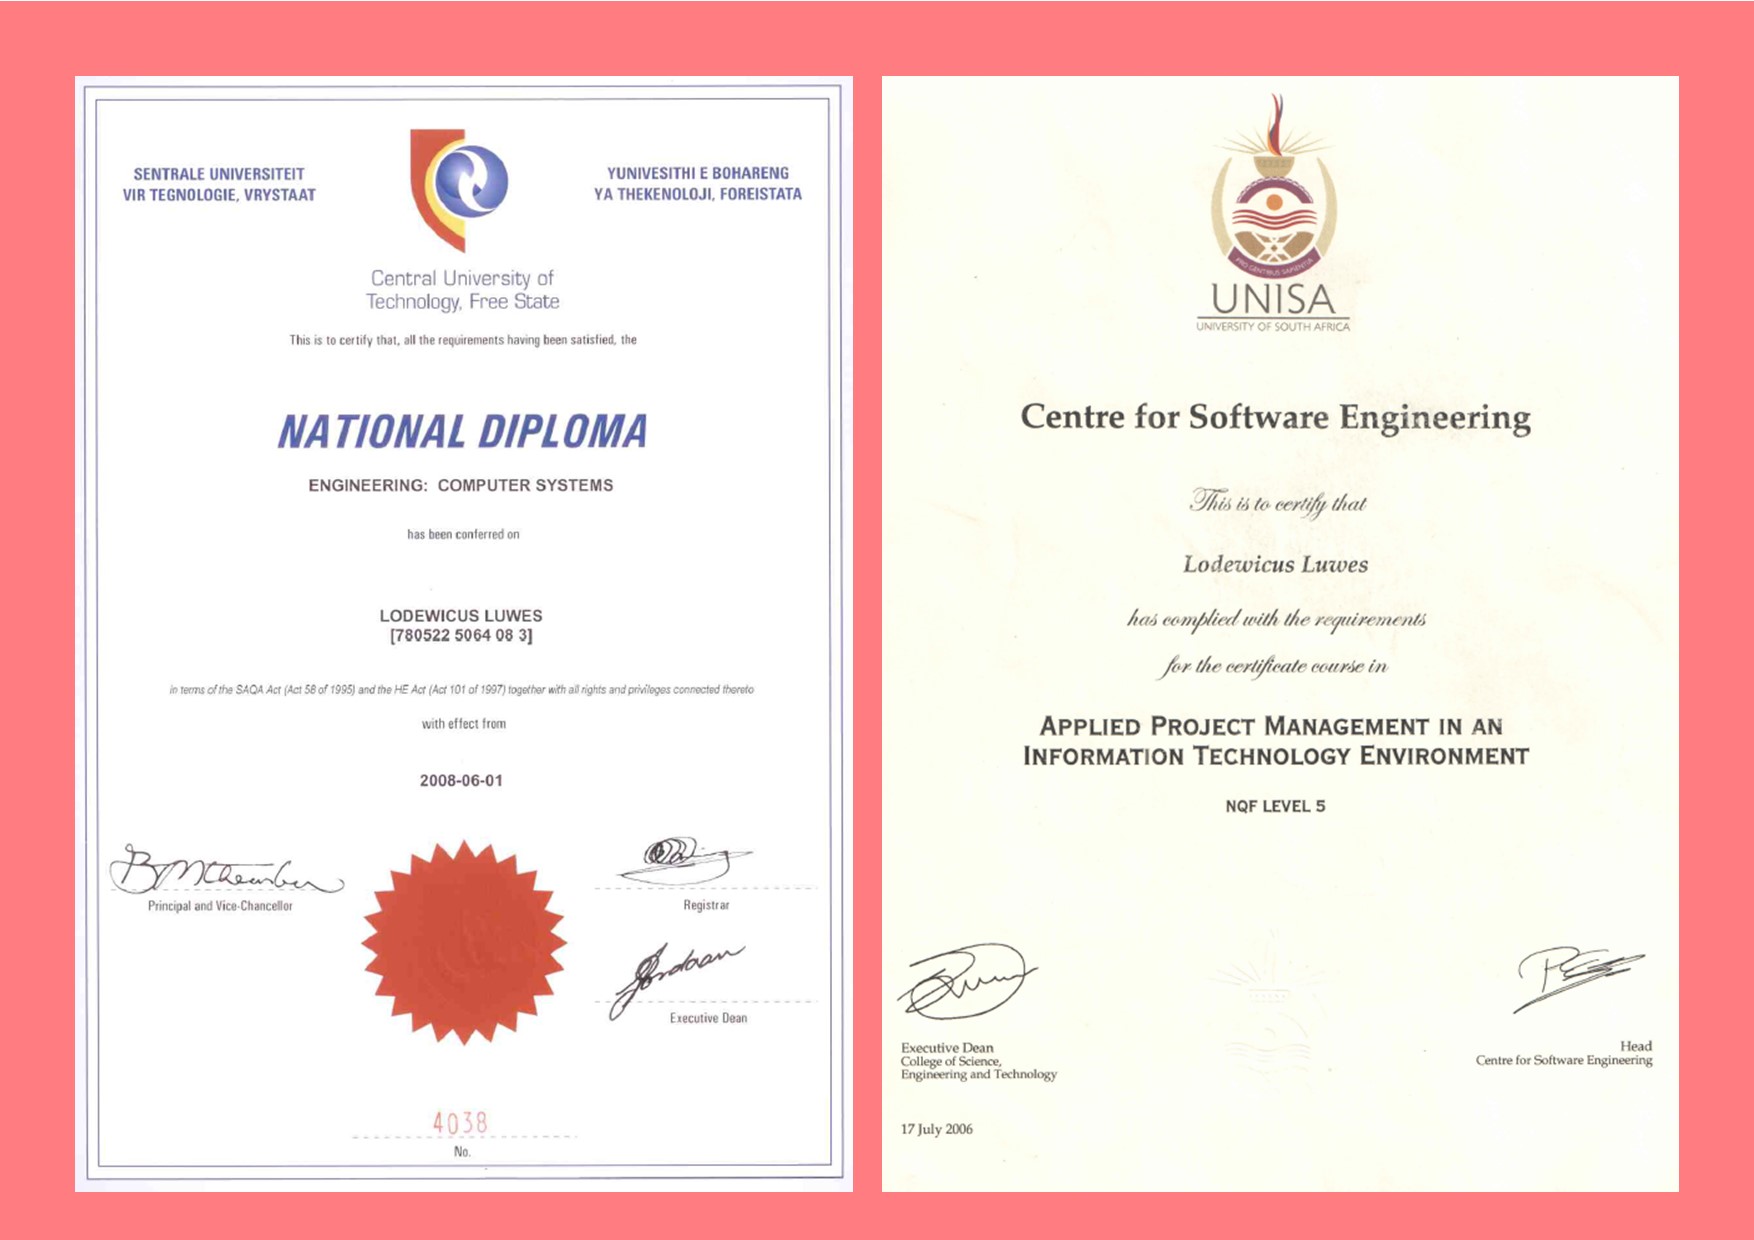 SENTRALE UNIVERSITEIT
VIR TEGNOLOGIE, VRYSTAAT
YUNIVESITHI E BOHARENG
YA THEKENOLOJI, FOREISTATA
Central University of
Technology, Free State
This is to certify that, all the requirements having been satisfied, the
NATIONAL DIPLOMA
ENGINEERING: COMPUTER SYSTEMS
has been conferred on
LODEWICUS LUWES
[780522 5064 08 3]
in terms of the SAQA Act (Act 58 of 1995) and the HE Act (Act 101 of 1997) together with all rights and privileges connected thereto
with effect from
2008-06-01
Principal and Vice-Chancellor
Registrar
Executive Dean
4038
No.
PRO GENTIBUS SAPIENTIA
UNISA
UNIVERSITY OF SOUTH AFRICA
Centre for Software Engineering
This is to certify that
Lodewicus Luwes
has complied with the requirements
for the certificate course in
APPLIED PROJECT MANAGEMENT IN AN
INFORMATION TECHNOLOGY ENVIRONMENT
NQF LEVEL 5
Executive Dean
College of Science,
Engineering and Technology
Head
Centre for Software Engineering
17 July 2006